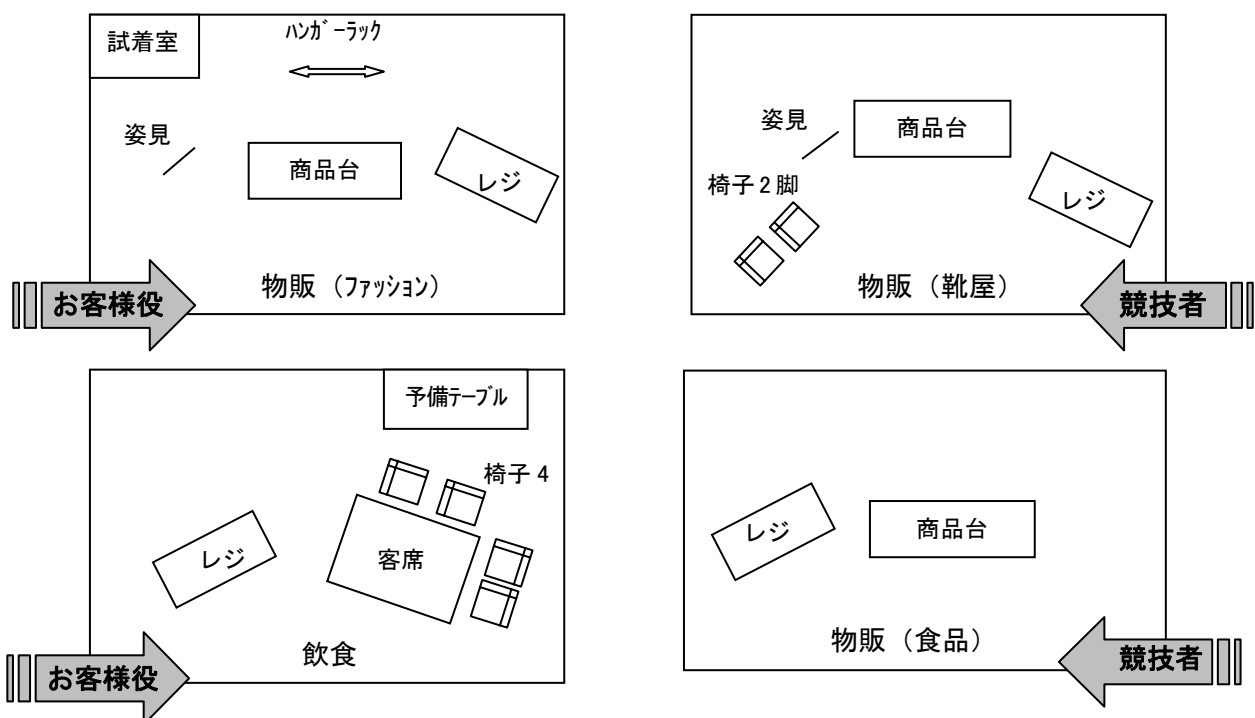 試着室
ﾊﾝｶﾞｰﾗｯｸ
姿見
商品台
レジ
物販（ﾌｧｯｼｮﾝ）
お客様役
姿見
商品台
椅子２脚
レジ
物販（靴屋）
競技者
予備ﾃｰﾌﾞﾙ
椅子４
レジ
客席
飲食
お客様役
レジ
商品台
物販（食品）
競技者